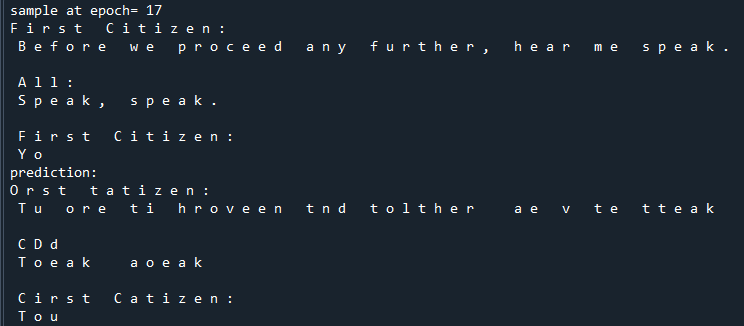 sample at epoch= 17
F i r s t   C i t i z e n :
B e f o r e   w e   p r o c e e d   a n y   f u r t h e r ,   h e a r   m e   s p e a k .
A l l :
S p e a k ,   s p e a k .
F i r s t   C i t i z e n :
Y o
prediction:
O r s t   t a t i z e n :
T u   o r e   t i   h r o v e e n   t n d   t o l t h e r     a e   v   t e   t t e a k
C D d
T o e a k     a o e a k
C i r s t   C a t i z e n :
T o u